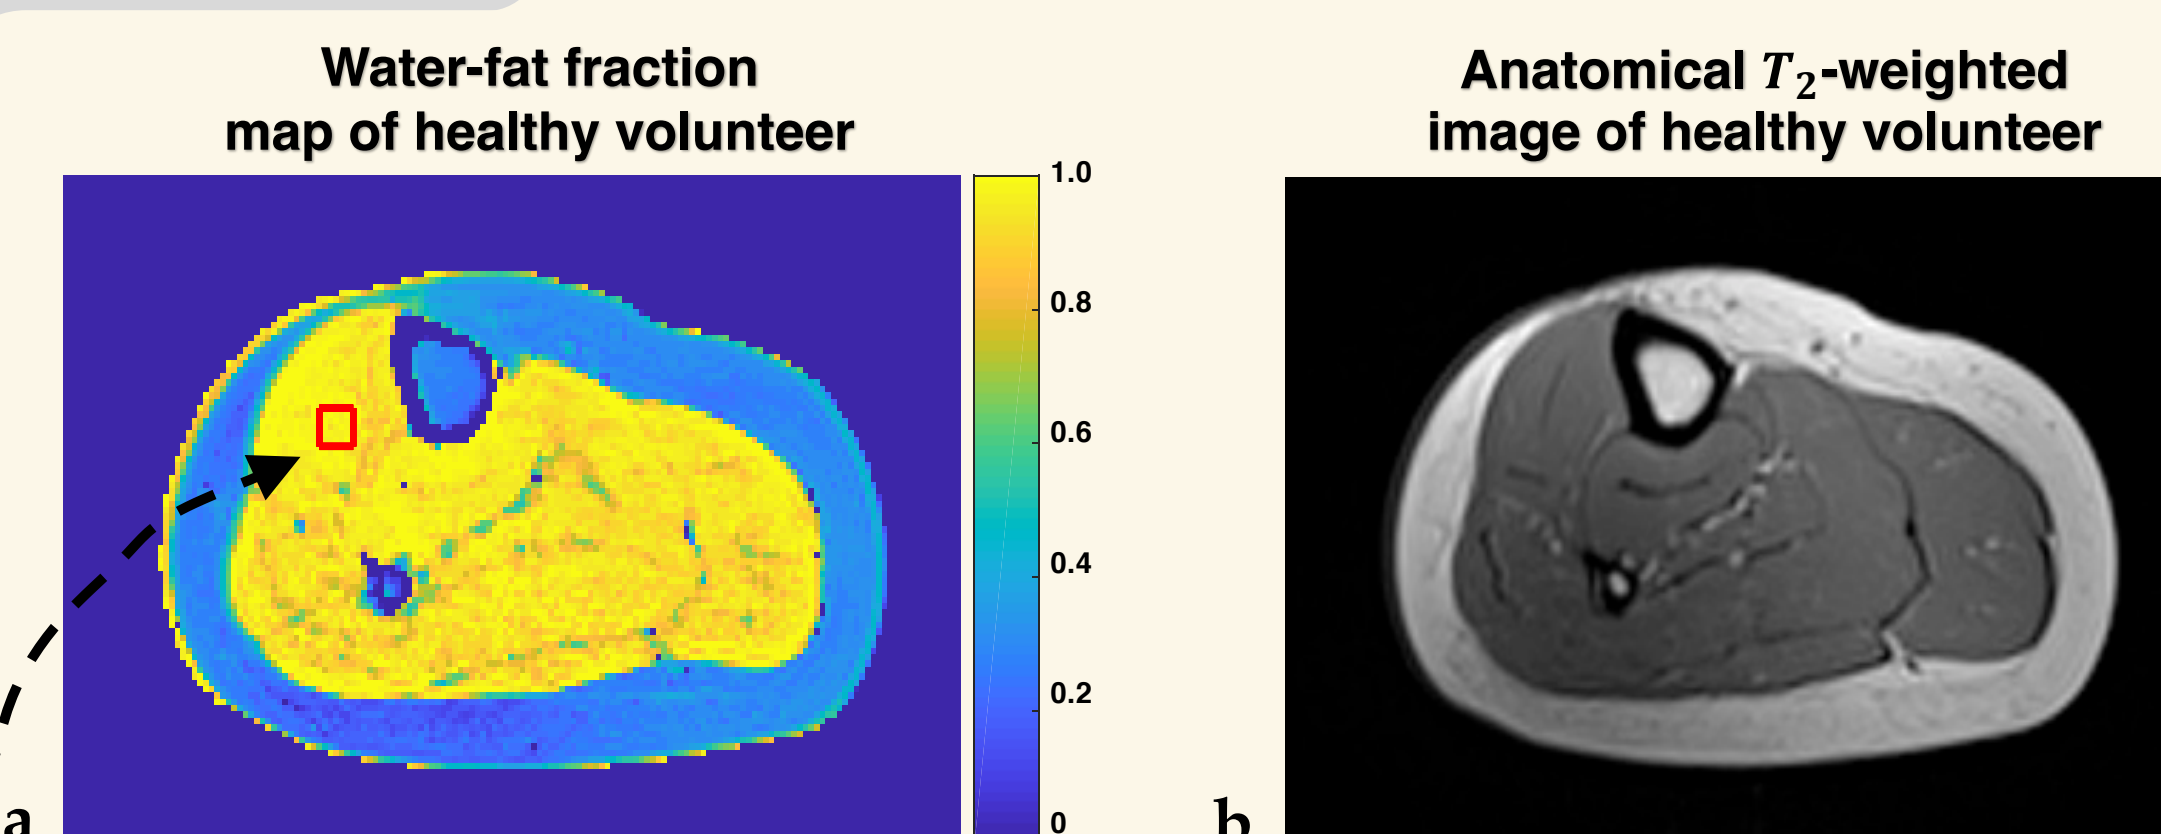 Water-fat fraction
map of healthy volunteer
Anatomical T₂-weighted
image of healthy volunteer
1.0
0.8
0.6
0.4
0.2
0
a
b